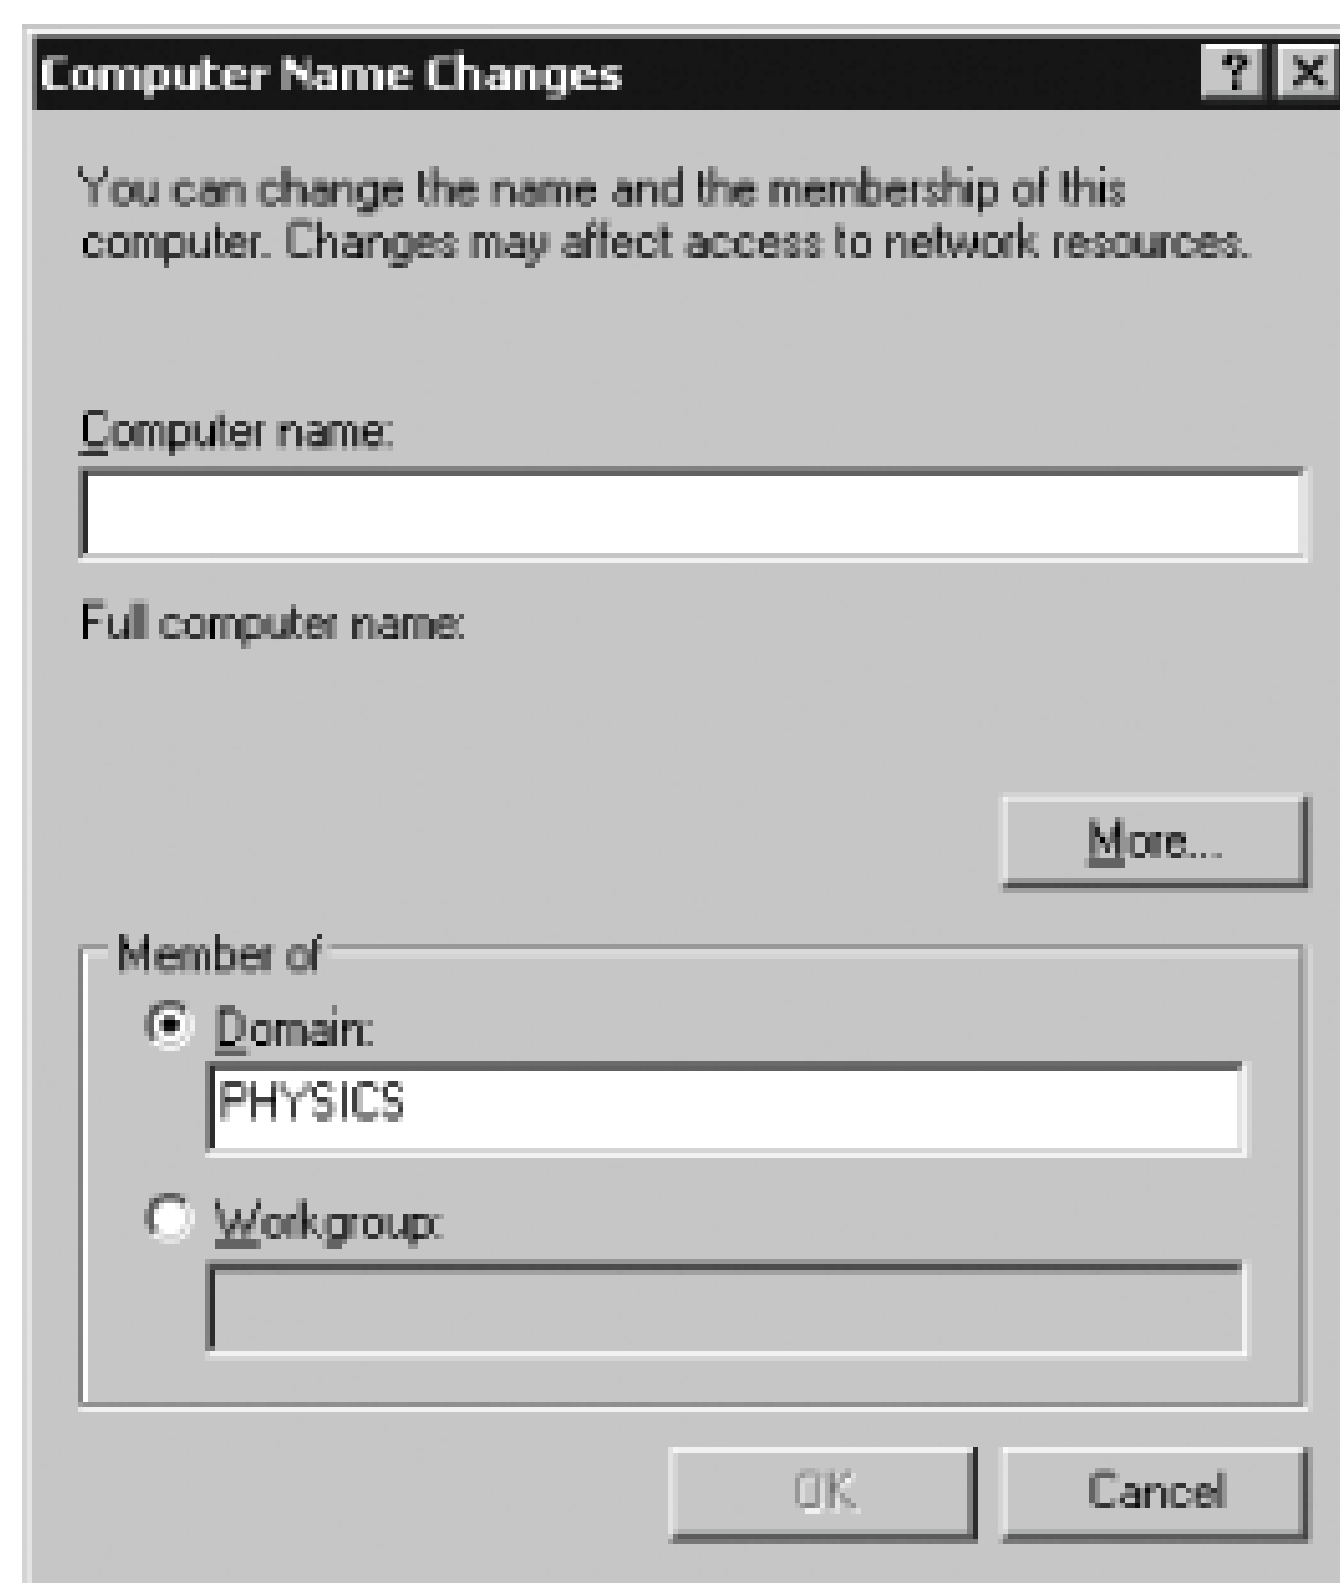 Computer Name Changes
You can change the name and the membership of this
computer. Changes may affect access to network resources.
Computer name:
Full computer name:
More...
Member of
Domain:
PHYSICS
Workgroup:
OK Cancel